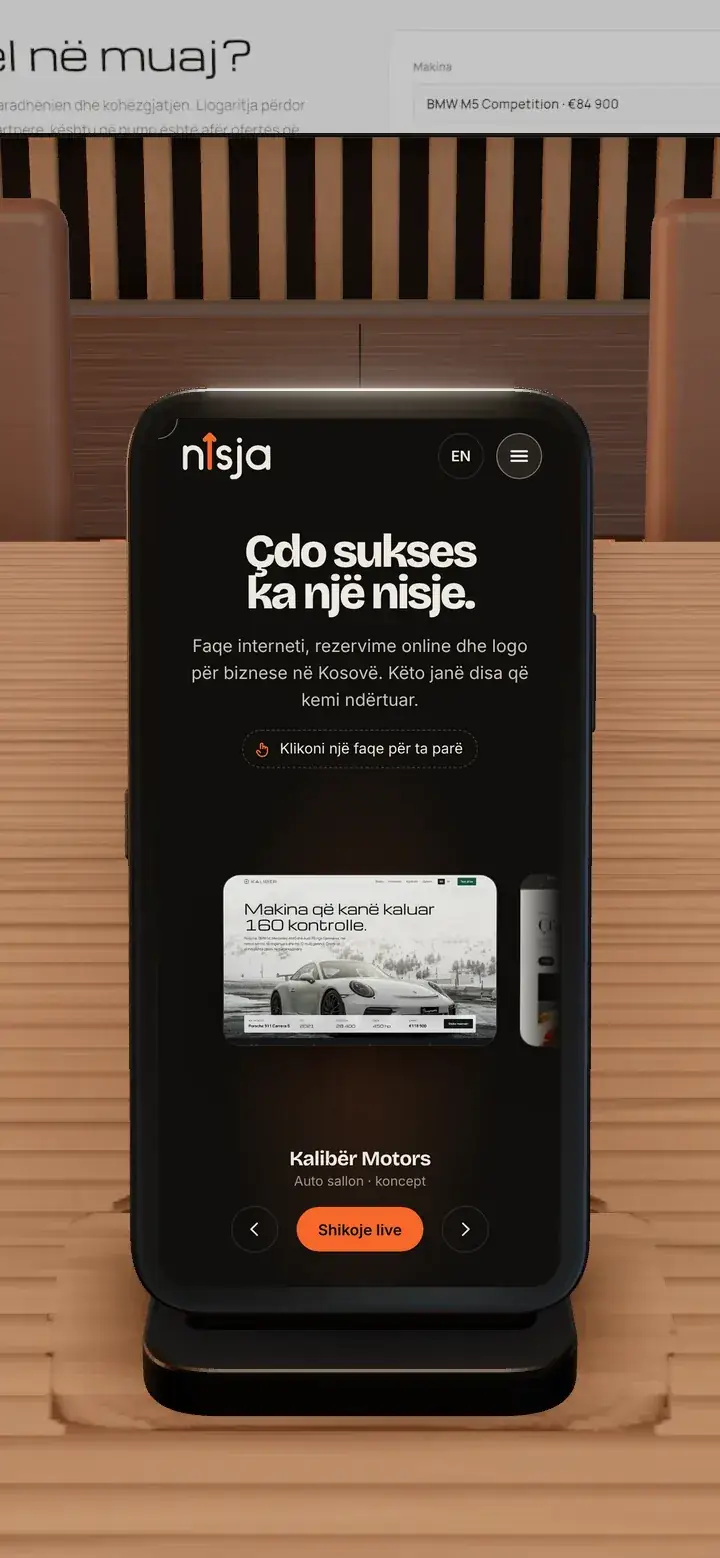 el në muaj?
Makina
BMW M5 Competition · €84 900
nisja
EN
Çdo sukses
ka një nisje.
Faqe interneti, rezervime online dhe logo
për biznese në Kosovë. Këto janë disa që
kemi ndërtuar.
Klikoni një faqe për ta parë
KALIBËR
Makina që kanë kaluar
160 kontrolle.
Kalibër Motors
Auto sallon · koncept
Shikoje live